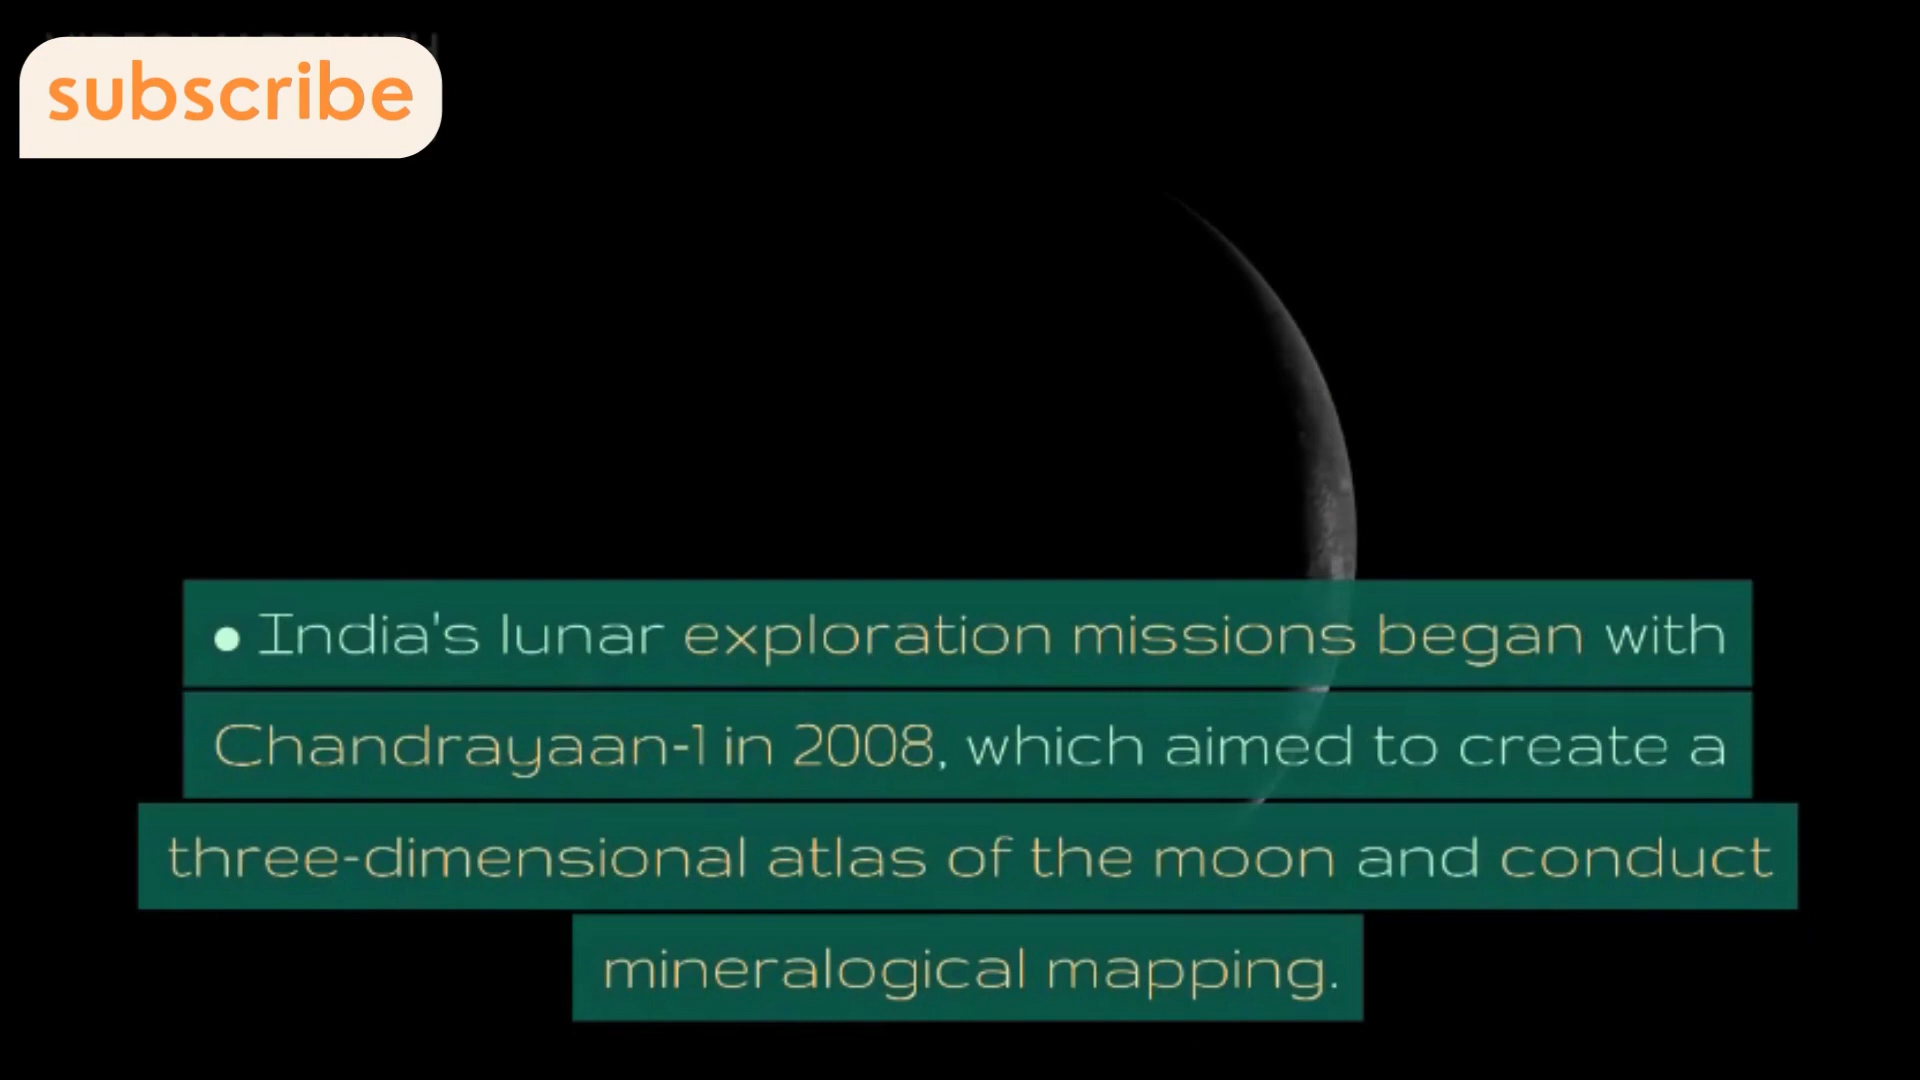 subscribe
• India's lunar exploration missions began with
Chandrayaan-1 in 2008, which aimed to create a
three-dimensional atlas of the moon and conduct
mineralogical mapping.